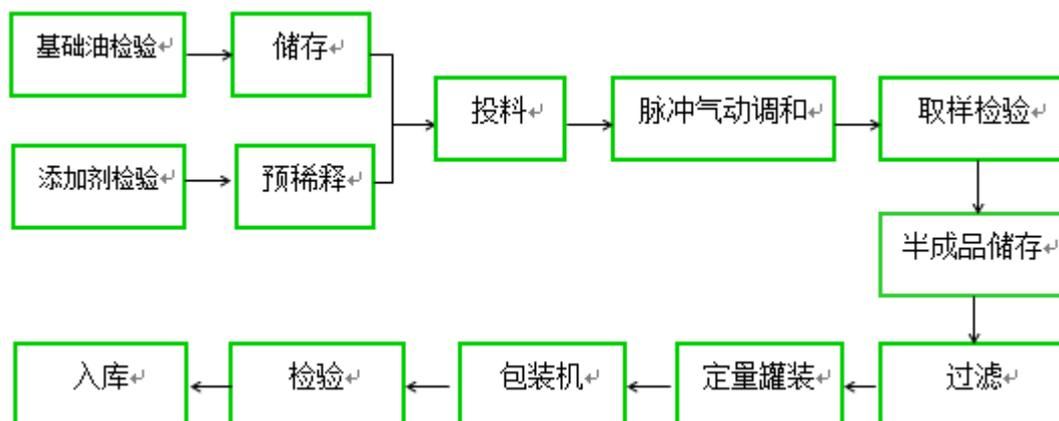 基础油检验
储存
投料
脉冲气动调和
取样检验
添加剂检验
预稀释
半成品储存
入库
检验
包装机
定量罐装
过滤